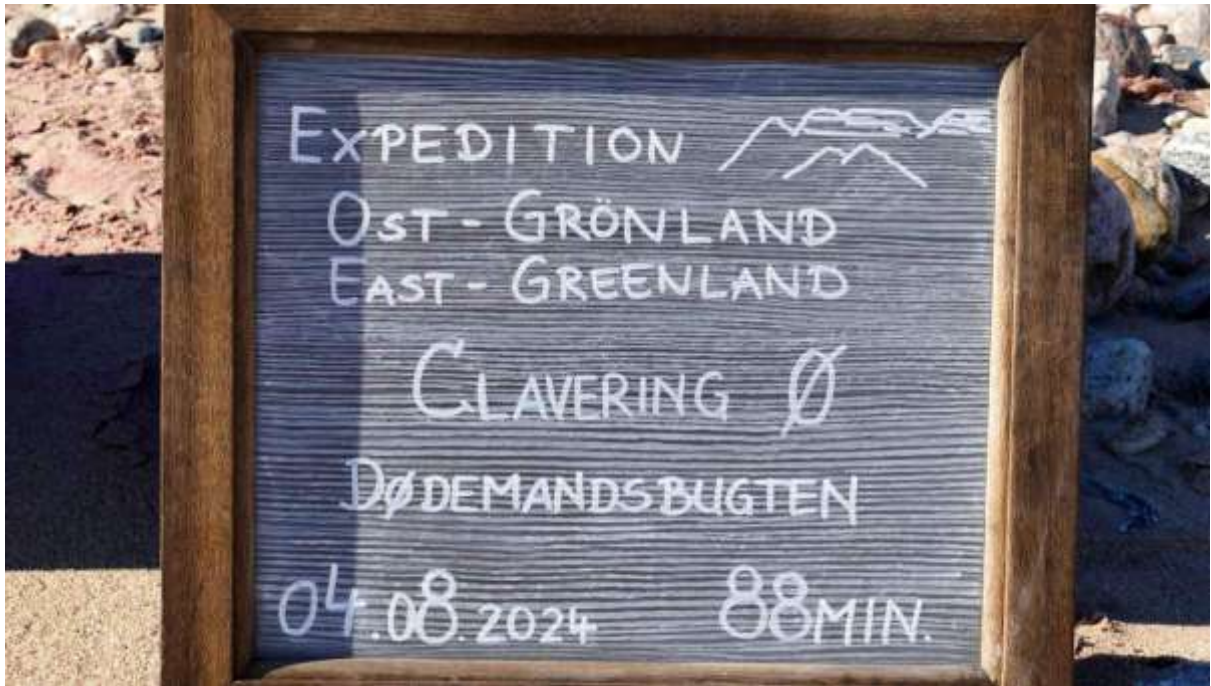 EXPEDITION
OST - GRÖNLAND
EAST - GREENLAND
CLAVERING Ø
DØDEMANDSBUGTEN
04.08.2024 88MIN.